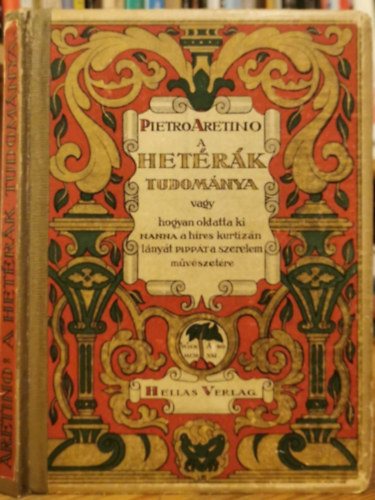 PIETRO ARETINO
A
HETÉRÁK
TUDOMÁNYA
vagy
hogyan oktatta ki
NANNA a híres kurtizán
lányát PIPPÁT a szerelem
művészetére
HELLAS VERLAG
ARETINO: A HETÉRÁK TUDOMÁNYA